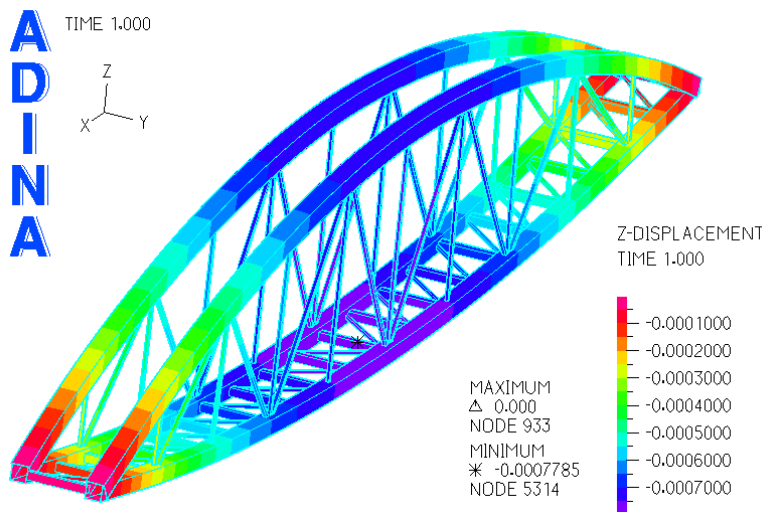 ADINA
TIME 1.000
Z
X
Y
Z-DISPLACEMENT
TIME 1.000
-0.0001000
-0.0002000
-0.0003000
-0.0004000
-0.0005000
-0.0006000
-0.0007000
MAXIMUM
△ 0.000
NODE 933
MINIMUM
✳ -0.0007785
NODE 5314